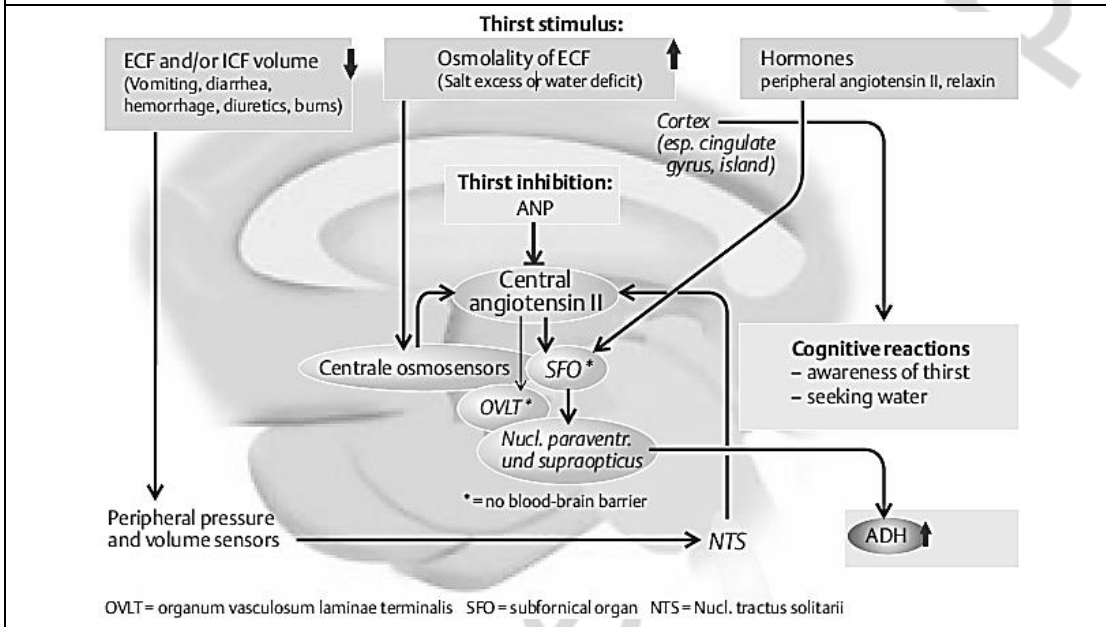 Thirst stimulus:
ECF and/or ICF volume
(Vomiting, diarrhea,
hemorrhage, diuretics, burns)
Osmolality of ECF
(Salt excess or water deficit)
Hormones
peripheral angiotensin II, relaxin
Cortex
(esp. cingulate
gyrus, island)
Thirst inhibition:
ANP
Central
angiotensin II
Centrale osmosensors
SFO*
OVLT*
Nucl. paraventr.
und supraopticus
* = no blood-brain barrier
Cognitive reactions
– awareness of thirst
– seeking water
Peripheral pressure
and volume sensors
NTS
ADH
OVLT = organum vasculosum laminae terminalis SFO = subfornical organ NTS = Nucl. tractus solitarii